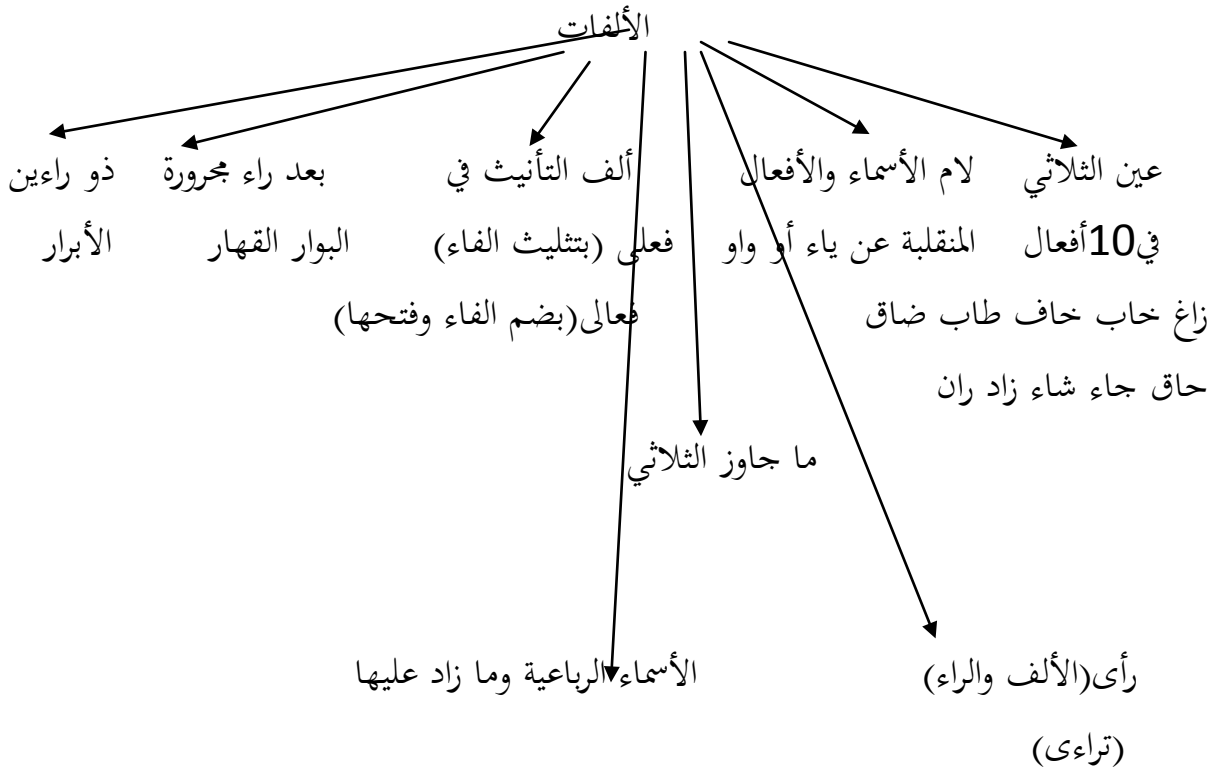 الألفات
عين الثلاثي
في10أفعال
زاغ خاب خاف طاب ضاق
حاق جاء شاء زاد ران
لام الأسماء والأفعال
المنقلبة عن ياء أو واو
ألف التأنيث في
فعلى (بتثليث الفاء)
فعالى(بضم الفاء وفتحها)
بعد راء مجرورة
البوار القهار
ذو راءين
الأبرار
ما جاوز الثلاثي
رأى(الألف والراء)
(تراءى)
الأسماء الرباعية وما زاد عليها